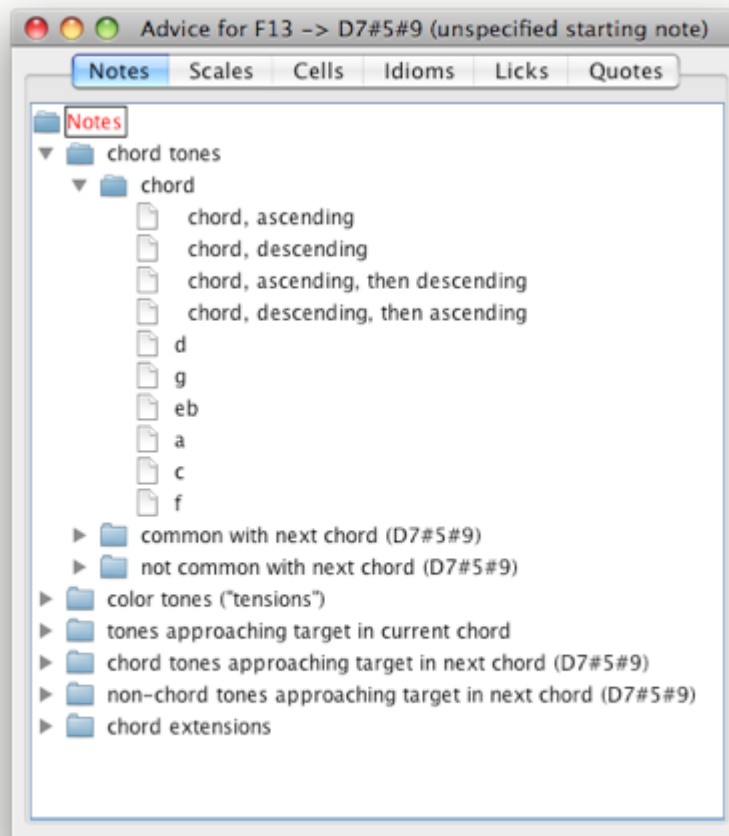 Advice for F13 -> D7#5#9 (unspecified starting note)
Notes Scales Cells Idioms Licks Quotes
Notes
chord tones
chord
chord, ascending
chord, descending
chord, ascending, then descending
chord, descending, then ascending
d
g
eb
a
c
f
common with next chord (D7#5#9)
not common with next chord (D7#5#9)
color tones ("tensions")
tones approaching target in current chord
chord tones approaching target in next chord (D7#5#9)
non-chord tones approaching target in next chord (D7#5#9)
chord extensions